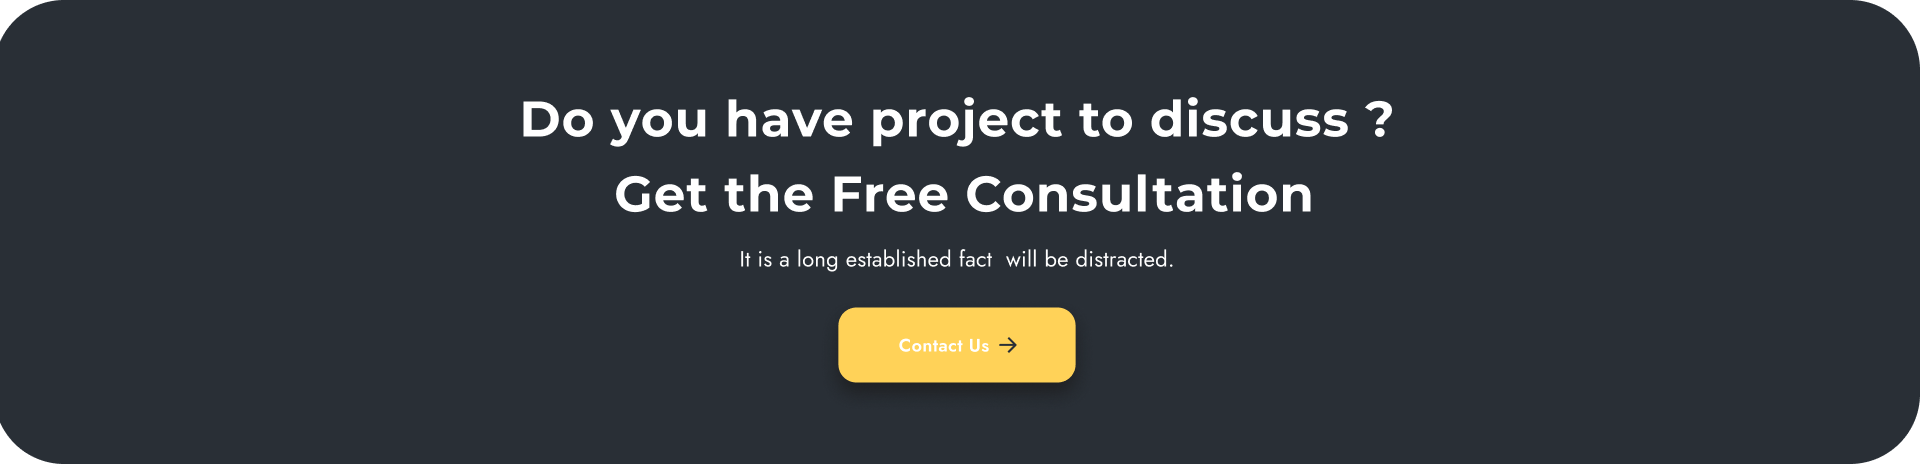 Do you have project to discuss ?
Get the Free Consultation
It is a long established fact  will be distracted.
Contact Us →